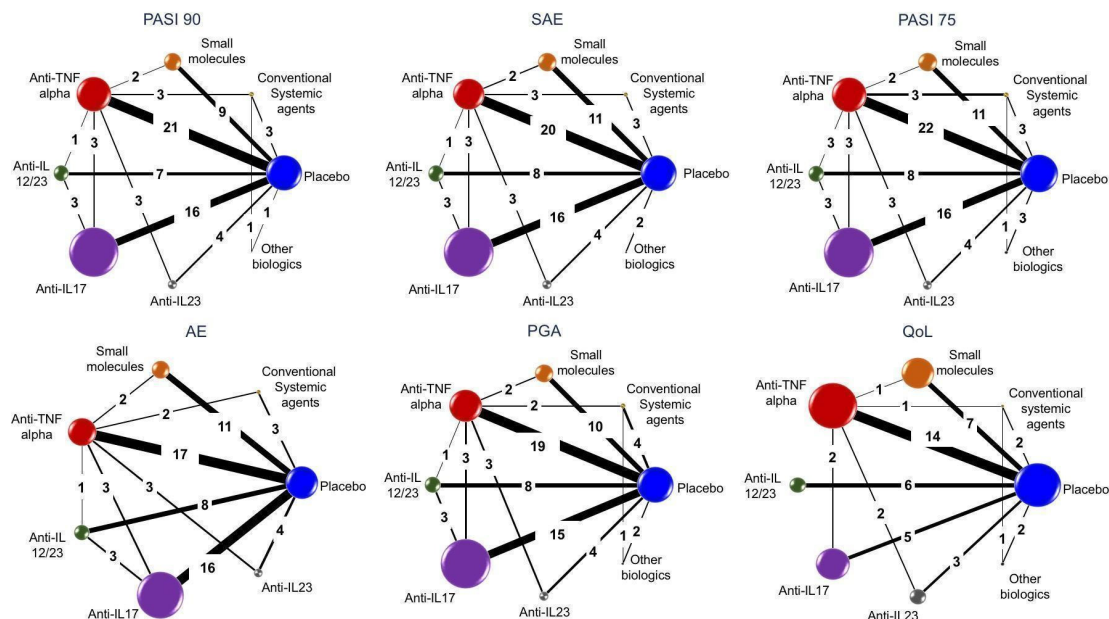 PASI 90
Small
molecules
Anti-TNF
alpha
Conventional
Systemic
agents
2
3
9
3
21
1
3
Anti-IL
12/23
7
Placebo
3
3
16
4
1
1
Other
biologics
Anti-IL17
Anti-IL23
SAE
Small
molecules
Anti-TNF
alpha
Conventional
Systemic
agents
2
3
11
3
20
1
3
Anti-IL
12/23
8
Placebo
3
3
16
4
2
Other
biologics
Anti-IL17
Anti-IL23
PASI 75
Small
molecules
Anti-TNF
alpha
Conventional
Systemic
agents
2
3
11
3
22
3
3
Anti-IL
12/23
8
Placebo
3
3
16
4
1
3
Other
biologics
Anti-IL17
Anti-IL23
AE
Small
molecules
Anti-TNF
alpha
Conventional
Systemic
agents
2
2
11
3
17
1
3
3
8
Placebo
Anti-IL
12/23
3
16
4
Anti-IL17
Anti-IL23
PGA
Small
molecules
Anti-TNF
alpha
Conventional
Systemic
agents
2
2
10
4
19
1
3
3
Anti-IL
12/23
8
Placebo
3
15
4
1
2
Other
biologics
Anti-IL17
Anti-IL23
QoL
Small
molecules
Anti-TNF
alpha
Conventional
systemic
agents
1
1
7
2
14
2
Anti-IL
12/23
6
Placebo
2
5
3
1
2
Other
biologics
Anti-IL17
Anti-IL23